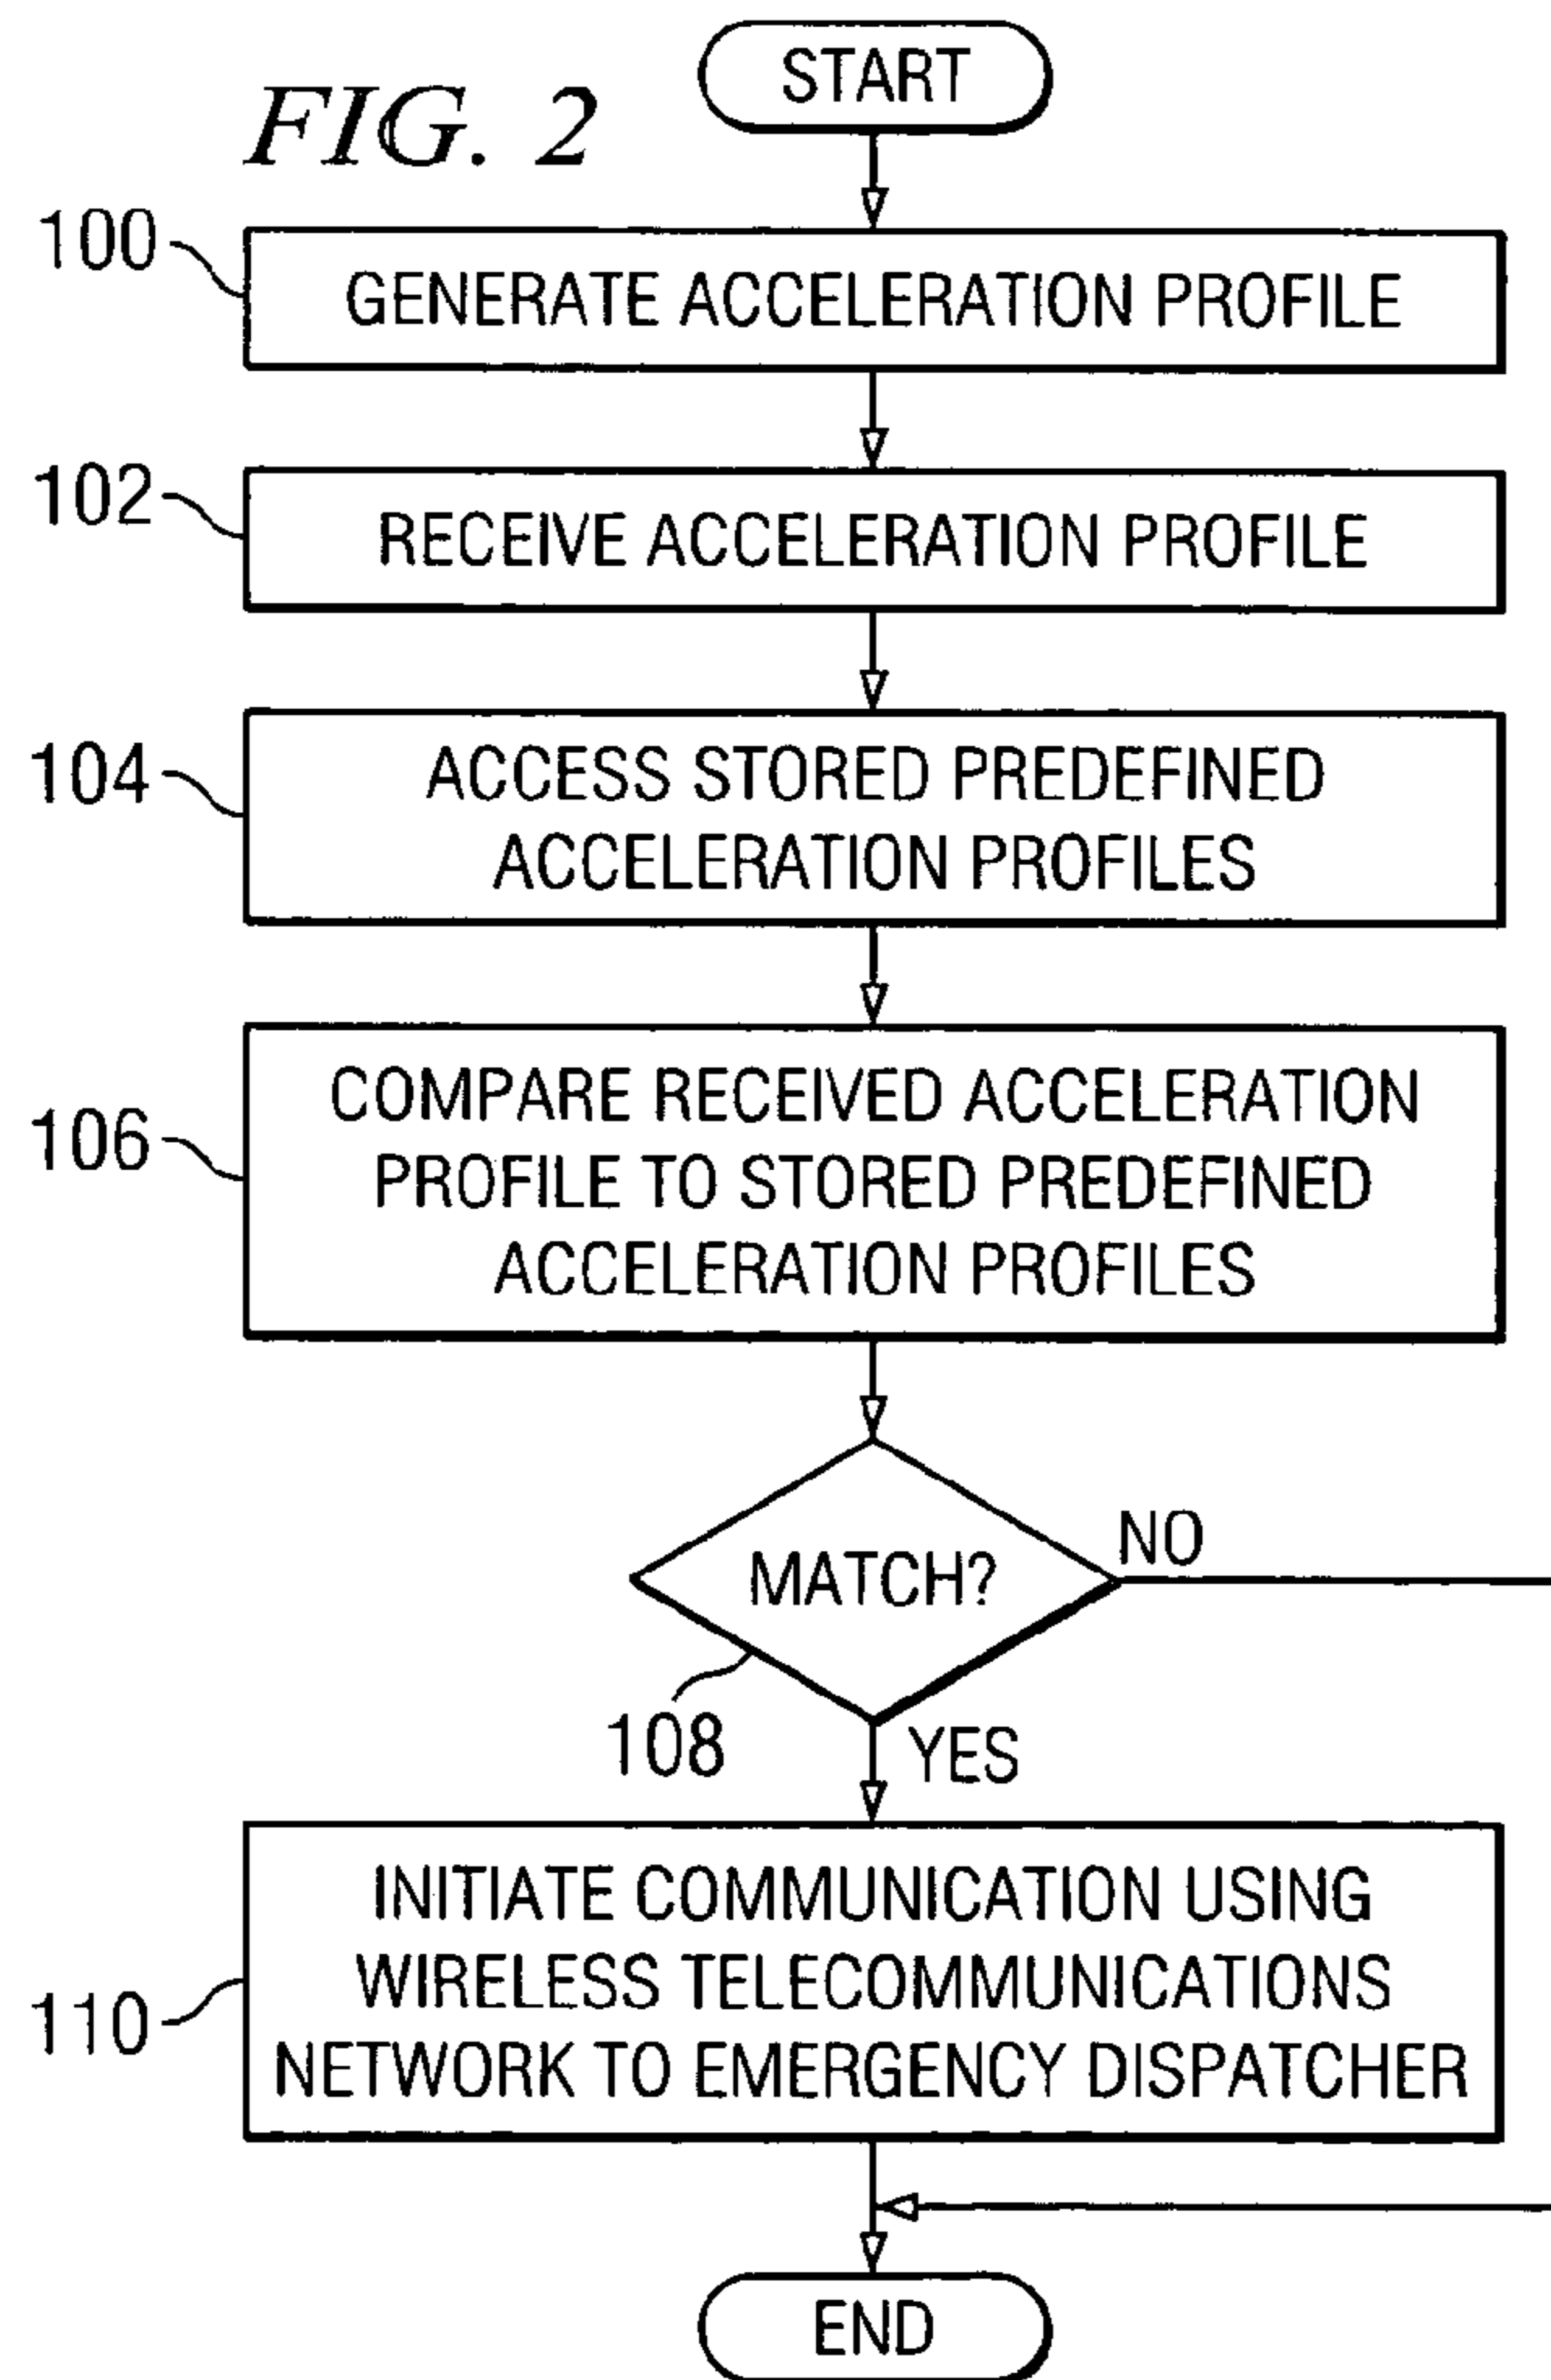 START
FIG. 2
100
GENERATE ACCELERATION PROFILE
102
RECEIVE ACCELERATION PROFILE
104
ACCESS STORED PREDEFINED
ACCELERATION PROFILES
106
COMPARE RECEIVED ACCELERATION
PROFILE TO STORED PREDEFINED
ACCELERATION PROFILES
NO
MATCH?
108
YES
110
INITIATE COMMUNICATION USING
WIRELESS TELECOMMUNICATIONS
NETWORK TO EMERGENCY DISPATCHER
END